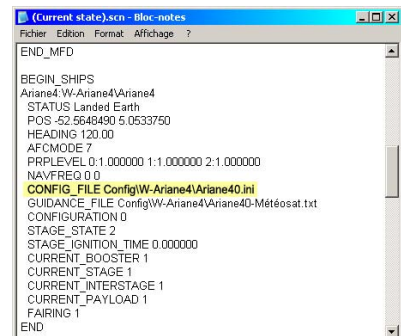 (Current state).scn - Bloc-notes
Fichier Edition Format Affichage ?
END_MFD
BEGIN_SHIPS
Ariane4:W-Ariane4\Ariane4
STATUS Landed Earth
POS -52.5648490 5.0533750
HEADING 120.00
AFCMODE 7
PRPLEVEL 0:1.000000 1:1.000000 2:1.000000
NAVFREQ 0 0
CONFIG_FILE Config\W-Ariane4\Ariane40.ini
GUIDANCE_FILE Config\W-Ariane4\Ariane40-Météosat.txt
CONFIGURATION 0
STAGE_STATE 2
STAGE_IGNITION_TIME 0.000000
CURRENT_BOOSTER 1
CURRENT_STAGE 1
CURRENT_INTERSTAGE 1
CURRENT_PAYLOAD 1
FAIRING 1
END